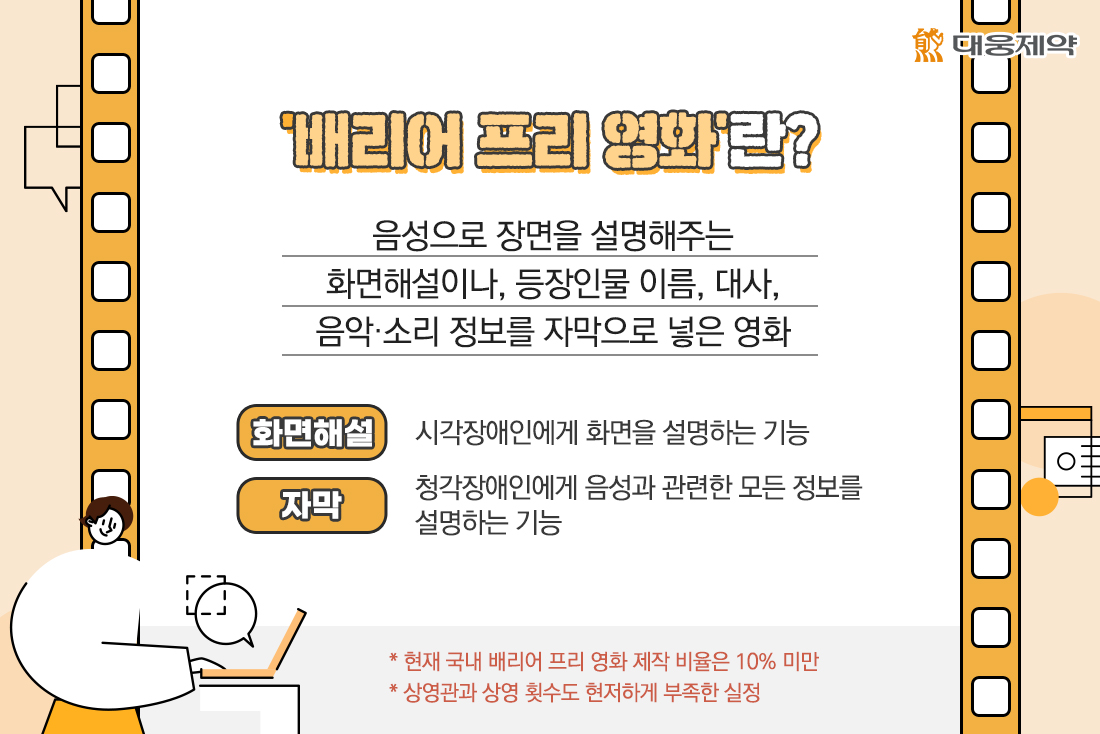 대웅제약
'배리어 프리 영화'란?
음성으로 장면을 설명해주는
화면해설이나, 등장인물 이름, 대사,
음악·소리 정보를 자막으로 넣은 영화
화면해설
시각장애인에게 화면을 설명하는 기능
자막
청각장애인에게 음성과 관련한 모든 정보를
설명하는 기능
* 현재 국내 배리어 프리 영화 제작 비율은 10% 미만
* 상영관과 상영 횟수도 현저하게 부족한 실정